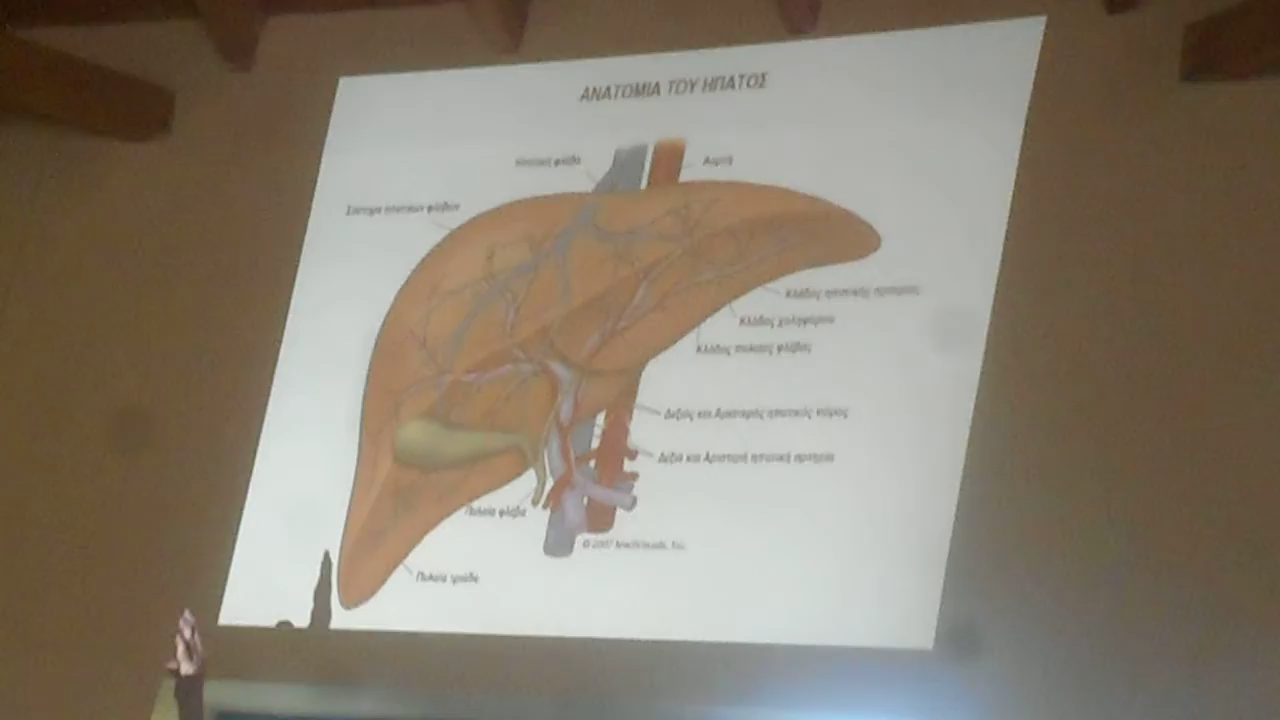 ΑΝΑΤΟΜΙΑ ΤΟΥ ΗΠΑΤΟΣ
Ηπατική φλέβα
Αορτή
Σύστημα ηπατικών φλεβών
Κλάδος ηπατικής αρτηρίας
Κλάδος χοληφόρου
Κλάδος πυλαίας φλέβας
Δεξιός και Αριστερός ηπατικός πόρος
Δεξιά και Αριστερή ηπατική αρτηρία
Πυλαία φλέβα
© 2007
Πυλαία τριάδα